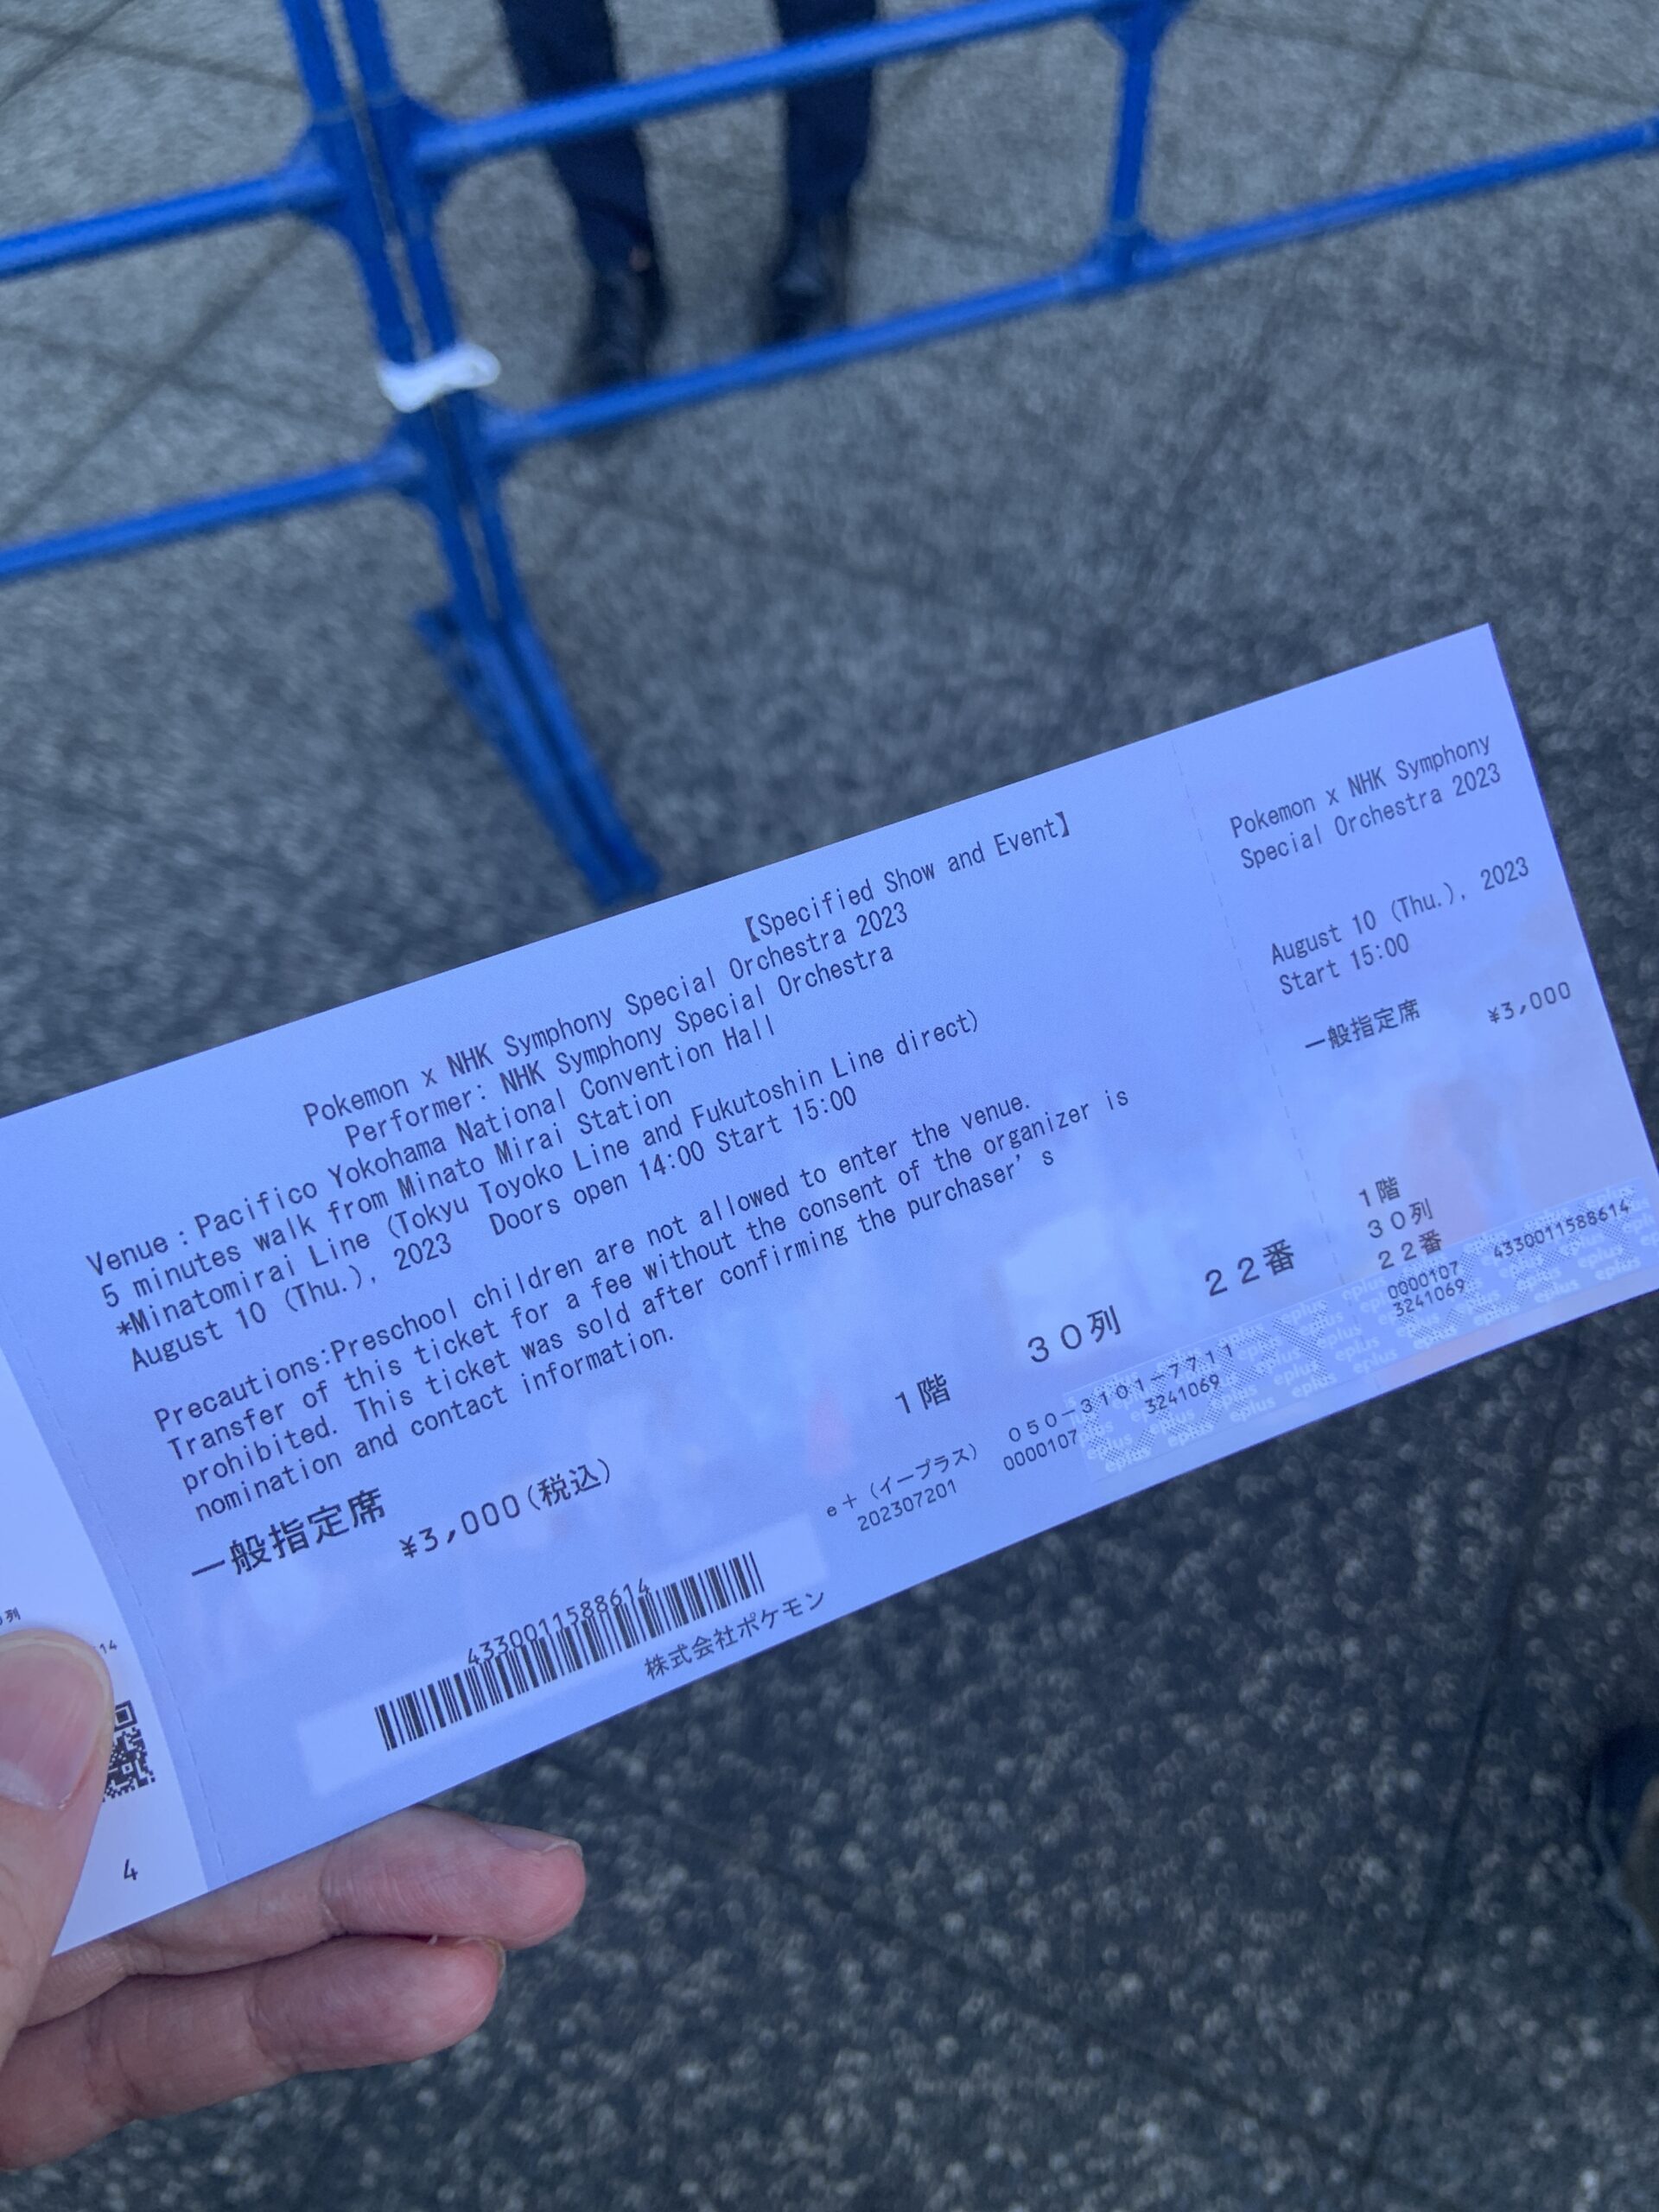 【Specified Show and Event】
Pokemon x NHK Symphony Special Orchestra 2023
Performer: NHK Symphony Special Orchestra
Venue：Pacifico Yokohama National Convention Hall
5 minutes walk from Minato Mirai Station
*Minatomirai Line (Tokyu Toyoko Line and Fukutoshin Line direct)
August 10 (Thu.), 2023 Doors open 14:00 Start 15:00
Precautions:Preschool children are not allowed to enter the venue.
Transfer of this ticket for a fee without the consent of the organizer is
prohibited. This ticket was sold after confirming the purchaser's
nomination and contact information.
一般指定席
¥3,000(税込)
1階 30列 22番
4330011588614
株式会社ポケモン
e＋（イープラス） 050-3101-7711
202307201 0000107 3241069
Pokemon x NHK Symphony
Special Orchestra 2023
August 10 (Thu.), 2023
Start 15:00
一般指定席 ¥3,000
1階
30列
22番
0000107 4330011588614
3241069
eplus
列
14
4